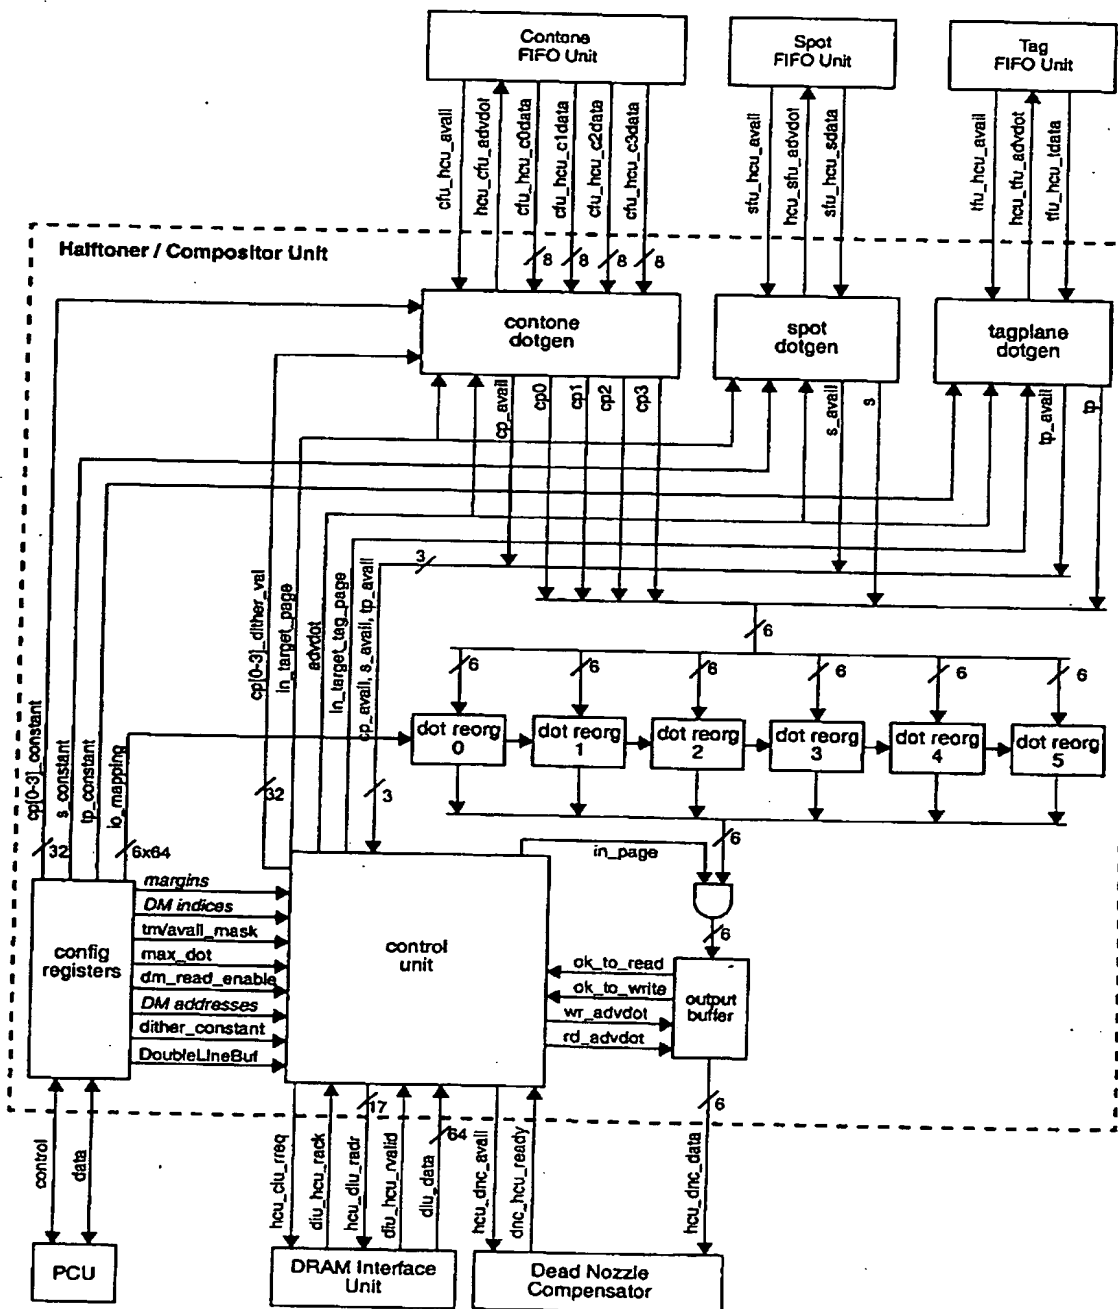 Contone
FIFO Unit
Spot
FIFO Unit
Tag
FIFO Unit
cfu_hcu_avail
hcu_cfu_advdot
cfu_hcu_c0data
cfu_hcu_c1data
cfu_hcu_c2data
cfu_hcu_c3data
sfu_hcu_avail
hcu_sfu_advdot
sfu_hcu_sdata
tfu_hcu_avail
hcu_tfu_advdot
tfu_hcu_tdata
Halftoner / Compositor Unit
8
8
8
8
contone
dotgen
spot
dotgen
tagplane
dotgen
cp_avail
cp0
cp1
cp2
cp3
s_avail
s
tp_avail
tp
3
6
cp[0-3]_dither_val
in_target_page
advdot
in_target_tag_page
cp_avail, s_avail, tp_avail
6
6
6
6
6
6
dot reorg
0
dot reorg
1
dot reorg
2
dot reorg
3
dot reorg
4
dot reorg
5
cp[0-3]_constant
s_constant
tp_constant
io_mapping
32
3
32
6x64
6
in_page
margins
DM indices
tm/avail_mask
max_dot
dm_read_enable
DM addresses
dither_constant
DoubleLineBuf
config
registers
control
unit
6
ok_to_read
ok_to_write
wr_advdot
rd_advdot
output
buffer
17
64
6
control
data
hcu_diu_rreq
diu_hcu_rack
hcu_diu_radr
diu_hcu_rvalid
diu_data
hcu_dnc_avail
dnc_hcu_ready
hcu_dnc_data
PCU
DRAM Interface
Unit
Dead Nozzle
Compensator